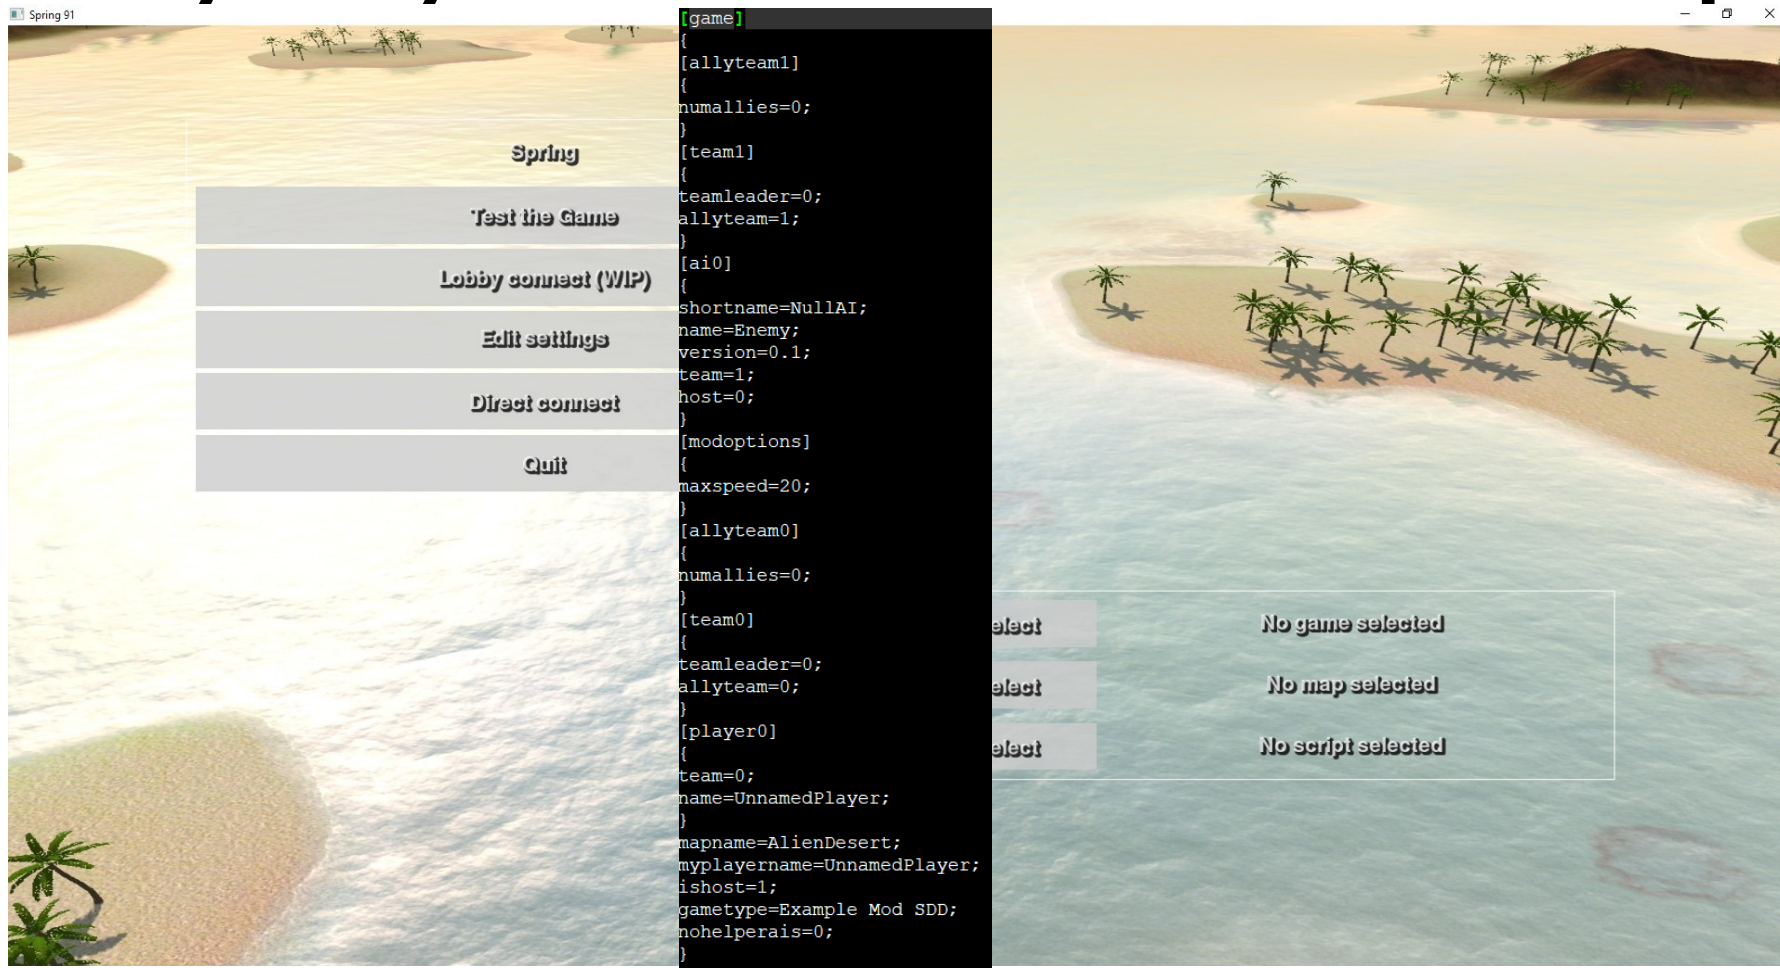 Spring 91
Spring
Test the Game
Lobby connect (WIP)
Edit settings
Direct connect
Quit
[game]
{
[allyteam1]
{
numallies=0;
}
[team1]
{
teamleader=0;
allyteam=1;
}
[ai0]
{
shortname=NullAI;
name=Enemy;
version=0.1;
team=1;
host=0;
}
[modoptions]
{
maxspeed=20;
}
[allyteam0]
{
numallies=0;
}
[team0]
{
teamleader=0;
allyteam=0;
}
[player0]
{
team=0;
name=UnnamedPlayer;
}
mapname=AlienDesert;
myplayername=UnnamedPlayer;
ishost=1;
gametype=Example Mod SDD;
nohelperais=0;
}
elect No game selected
elect No map selected
elect No script selected